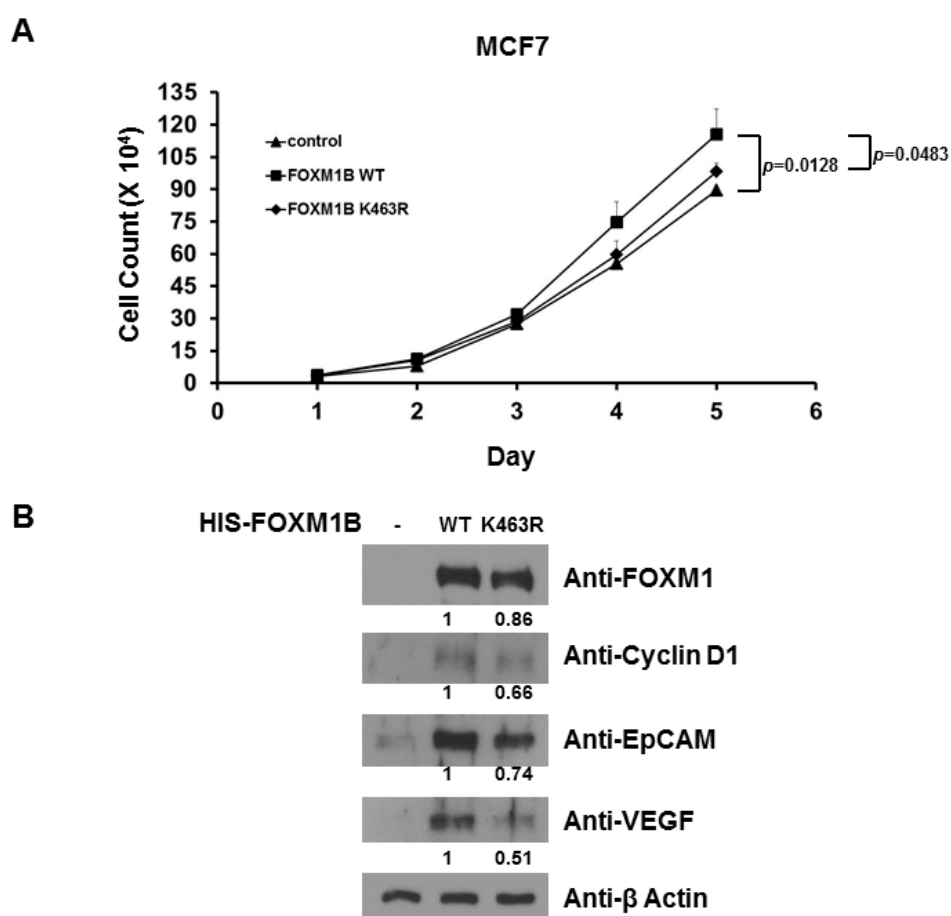 A
MCF7
135
120
105
90
75
60
45
30
15
0
Cell Count (X 10⁴)
control
FOXM1B WT
FOXM1B K463R
p=0.0128
p=0.0483
0 1 2 3 4 5 6
Day
B
HIS-FOXM1B - WT K463R
Anti-FOXM1
1 0.86
Anti-Cyclin D1
1 0.66
Anti-EpCAM
1 0.74
Anti-VEGF
1 0.51
Anti-β Actin